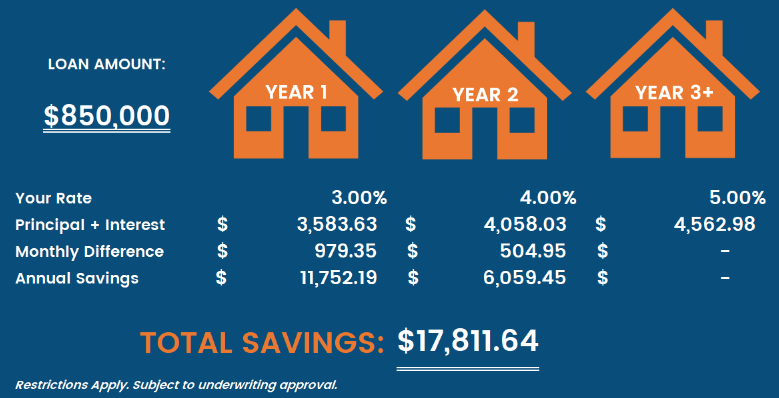 LOAN AMOUNT:
$850,000
YEAR 1
YEAR 2
YEAR 3+
Your Rate 3.00% 4.00% 5.00%
Principal + Interest $ 3,583.63 $ 4,058.03 $ 4,562.98
Monthly Difference $ 979.35 $ 504.95 $ -
Annual Savings $ 11,752.19 $ 6,059.45 $ -
TOTAL SAVINGS: $17,811.64
Restrictions Apply. Subject to underwriting approval.